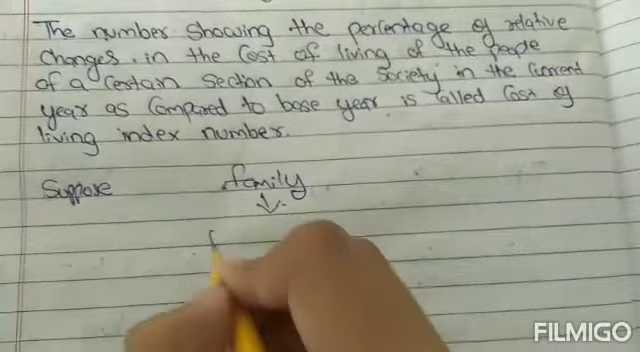 The number showing the percentage of relative
changes in the cost of living of the people
of a certain section of the society in the current
year as compared to base year is called cost of
living index number.
Suppose family
↓
FILMIGO